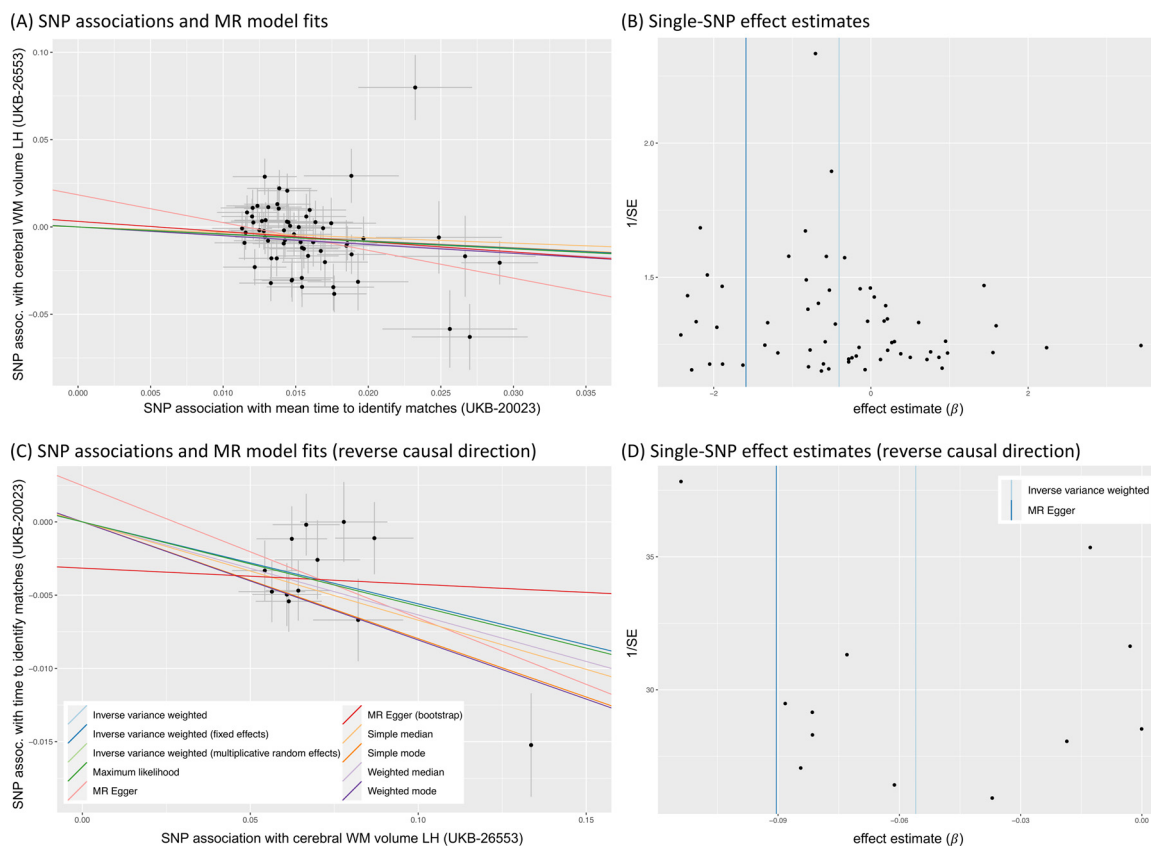 (A) SNP associations and MR model fits
SNP assoc. with cerebral WM volume LH (UKB-26553)
0.10
0.05
0.00
−0.05
0.000
0.005
0.010
0.015
0.020
0.025
0.030
0.035
SNP association with mean time to identify matches (UKB-20023)
(B) Single-SNP effect estimates
1/SE
2.0
1.5
1.0
−2
0
2
effect estimate (β)
(C) SNP associations and MR model fits (reverse causal direction)
SNP assoc. with time to identify matches (UKB-20023)
0.000
−0.005
−0.010
−0.015
Inverse variance weighted
Inverse variance weighted (fixed effects)
Inverse variance weighted (multiplicative random effects)
Maximum likelihood
MR Egger
MR Egger (bootstrap)
Simple median
Simple mode
Weighted median
Weighted mode
0.00
0.05
0.10
0.15
SNP association with cerebral WM volume LH (UKB-26553)
(D) Single-SNP effect estimates (reverse causal direction)
Inverse variance weighted
MR Egger
1/SE
35
30
−0.09
−0.06
−0.03
0.00
effect estimate (β)